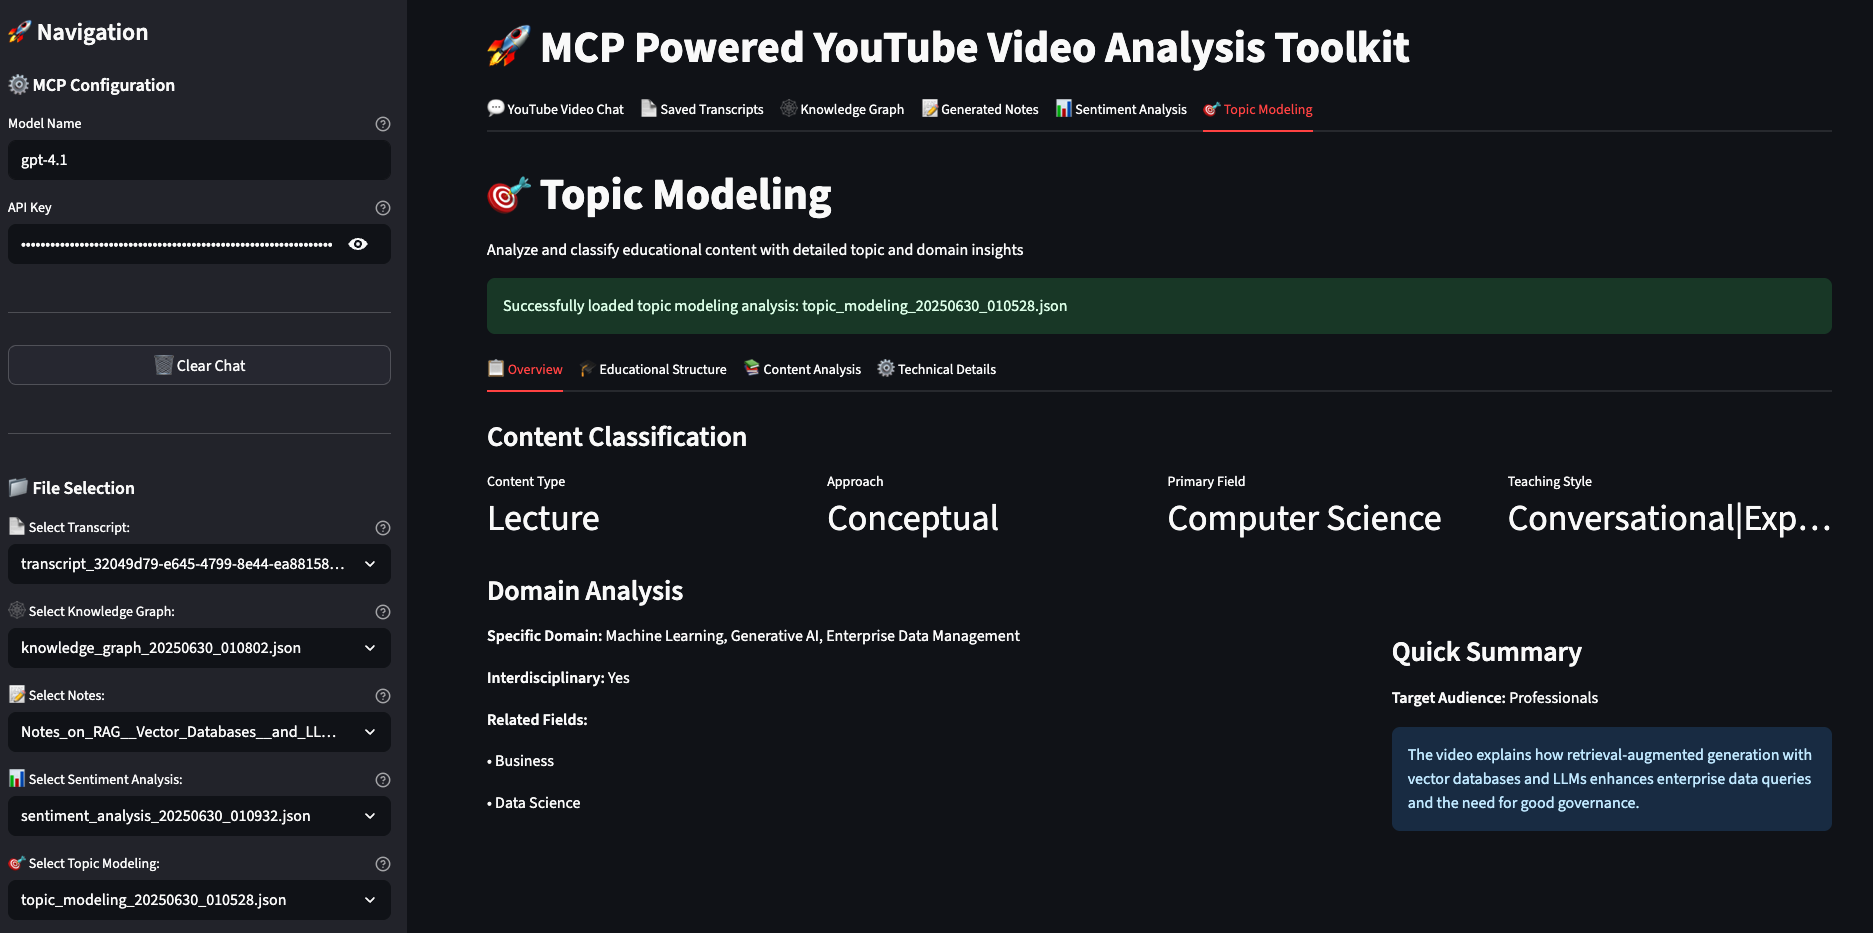 Navigation
MCP Configuration
Model Name
gpt-4.1
API Key
Clear Chat
File Selection
Select Transcript:
transcript_32049d79-e645-4799-8e44-ea88158...
Select Knowledge Graph:
knowledge_graph_20250630_010802.json
Select Notes:
Notes_on_RAG__Vector_Databases__and_LL...
Select Sentiment Analysis:
sentiment_analysis_20250630_010932.json
Select Topic Modeling:
topic_modeling_20250630_010528.json
MCP Powered YouTube Video Analysis Toolkit
YouTube Video Chat Saved Transcripts Knowledge Graph Generated Notes Sentiment Analysis Topic Modeling
Topic Modeling
Analyze and classify educational content with detailed topic and domain insights
Successfully loaded topic modeling analysis: topic_modeling_20250630_010528.json
Overview Educational Structure Content Analysis Technical Details
Content Classification
Content Type Approach Primary Field Teaching Style
Lecture Conceptual Computer Science Conversational|Exp...
Domain Analysis
Specific Domain: Machine Learning, Generative AI, Enterprise Data Management
Interdisciplinary: Yes
Related Fields:
• Business
• Data Science
Quick Summary
Target Audience: Professionals
The video explains how retrieval-augmented generation with
vector databases and LLMs enhances enterprise data queries
and the need for good governance.